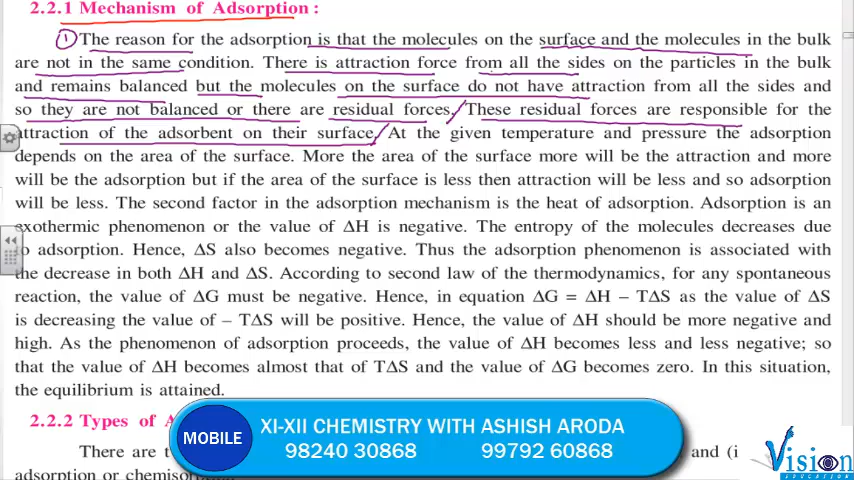 2.2.1 Mechanism of Adsorption :
1 The reason for the adsorption is that the molecules on the surface and the molecules in the bulk
are not in the same condition. There is attraction force from all the sides on the particles in the bulk
and remains balanced but the molecules on the surface do not have attraction from all the sides and
so they are not balanced or there are residual forces. These residual forces are responsible for the
attraction of the adsorbent on their surface. At the given temperature and pressure the adsorption
depends on the area of the surface. More the area of the surface more will be the attraction and more
will be the adsorption but if the area of the surface is less then attraction will be less and so adsorption
will be less. The second factor in the adsorption mechanism is the heat of adsorption. Adsorption is an
exothermic phenomenon or the value of ΔH is negative. The entropy of the molecules decreases due
to adsorption. Hence, ΔS also becomes negative. Thus the adsorption phenomenon is associated with
the decrease in both ΔH and ΔS. According to second law of the thermodynamics, for any spontaneous
reaction, the value of ΔG must be negative. Hence, in equation ΔG = ΔH – TΔS as the value of ΔS
is decreasing the value of – TΔS will be positive. Hence, the value of ΔH should be more negative and
high. As the phenomenon of adsorption proceeds, the value of ΔH becomes less and less negative; so
that the value of ΔH becomes almost that of TΔS and the value of ΔG becomes zero. In this situation,
the equilibrium is attained.
2.2.2 Types of A
There are t and (i
adsorption or chemisor
MOBILE
XI-XII CHEMISTRY WITH ASHISH ARODA
98240 30868 99792 60868
Vision
EDUCATION